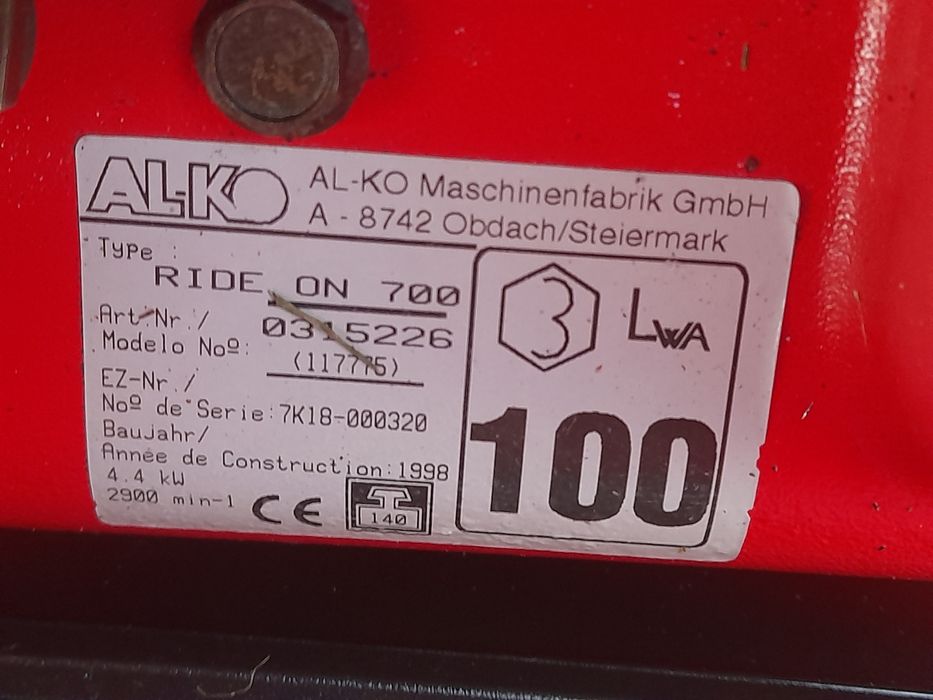 AL-KO
AL-KO Maschinenfabrik GmbH
A - 8742 Obdach/Steiermark
Type :
RIDE ON 700
Art.Nr./
Modelo Noº:
0315226
(117775)
EZ-Nr./
Noº de Serie:7K18-000320
Baujahr/
Année de Construction:1998
4.4 kW
2900 min-1
CE
140
3
LWA
100